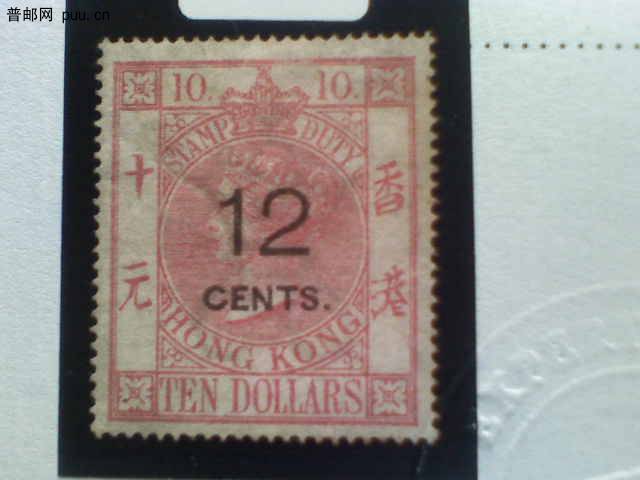 普邮网 puu.cn
10. 10.
STAMP DUTY
十元
香港
12
CENTS.
HONG KONG
TEN DOLLARS